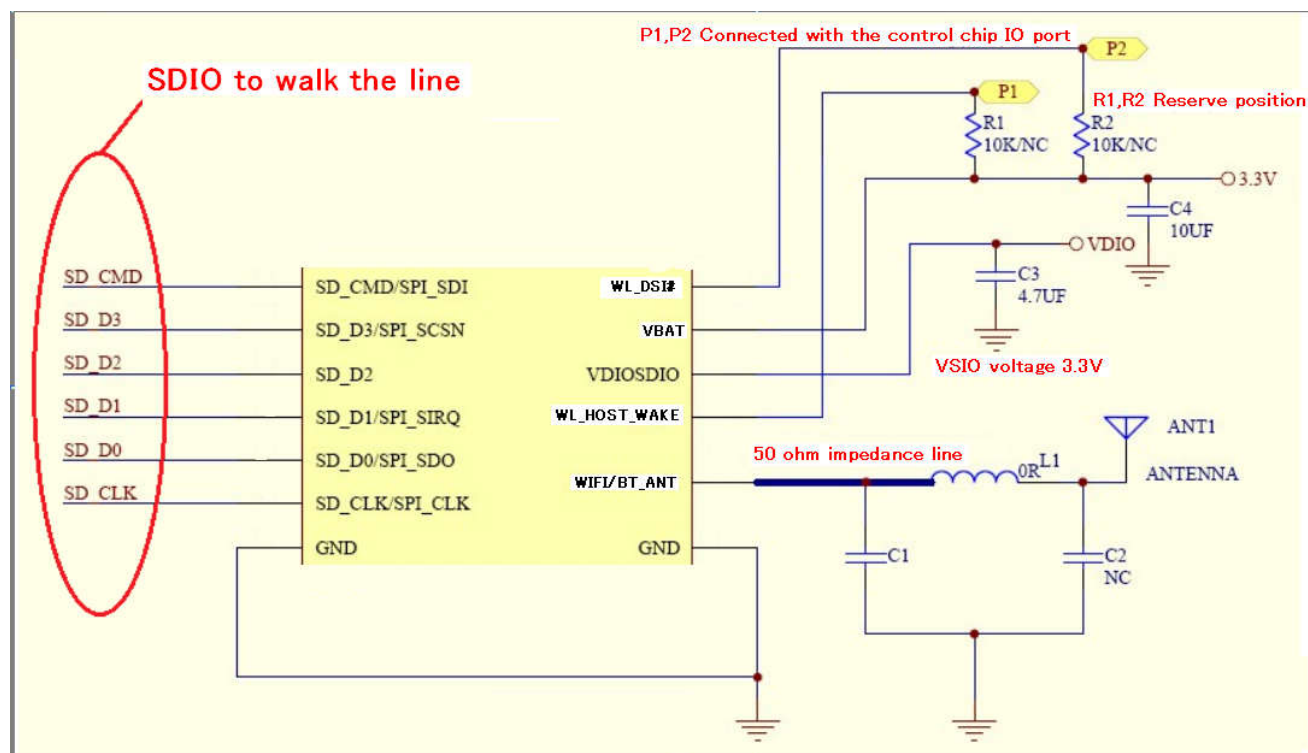 P1,P2 Connected with the control chip IO port
P2
SDIO to walk the line
P1
R1,R2 Reserve position
R1
10K/NC
R2
10K/NC
3.3V
C4
10UF
VDIO
C3
4.7UF
SD_CMD
SD_CMD/SPI_SDI
WL_DSI#
SD_D3
SD_D3/SPI_SCSN
VBAT
SD_D2
SD_D2
VDIOSDIO
VSIO voltage 3.3V
SD_D1
SD_D1/SPI_SIRQ
WL_HOST_WAKE
ANT1
SD_D0
SD_D0/SPI_SDO
50 ohm impedance line
0R
L1
ANTENNA
SD_CLK
SD_CLK/SPI_CLK
WIFI/BT_ANT
GND
GND
C1
C2
NC